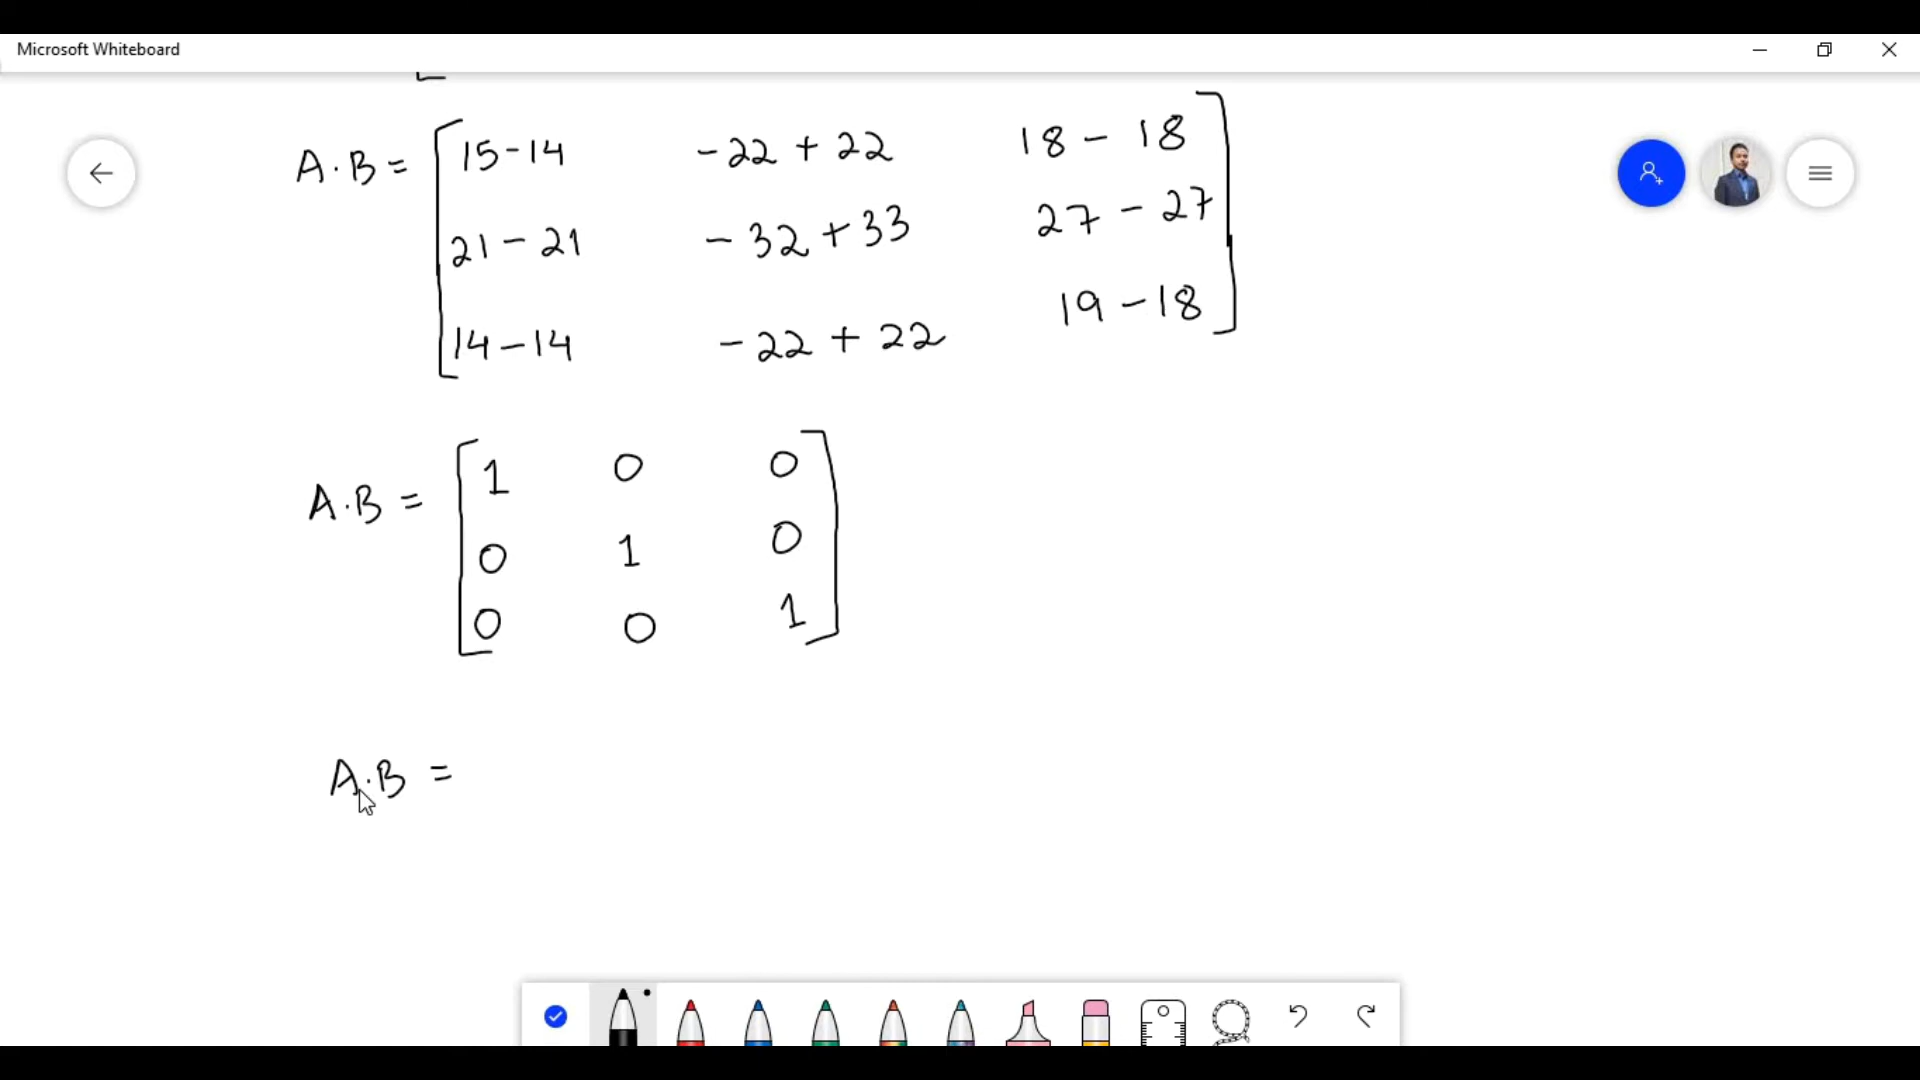 Microsoft Whiteboard
A.B = [ 15-14 -22 + 22 18 - 18
21 - 21 - 32 + 33 27 - 27
14 - 14 - 22 + 22 19 - 18 ]
A.B = [ 1 0 0
0 1 0
0 0 1 ]
A.B =